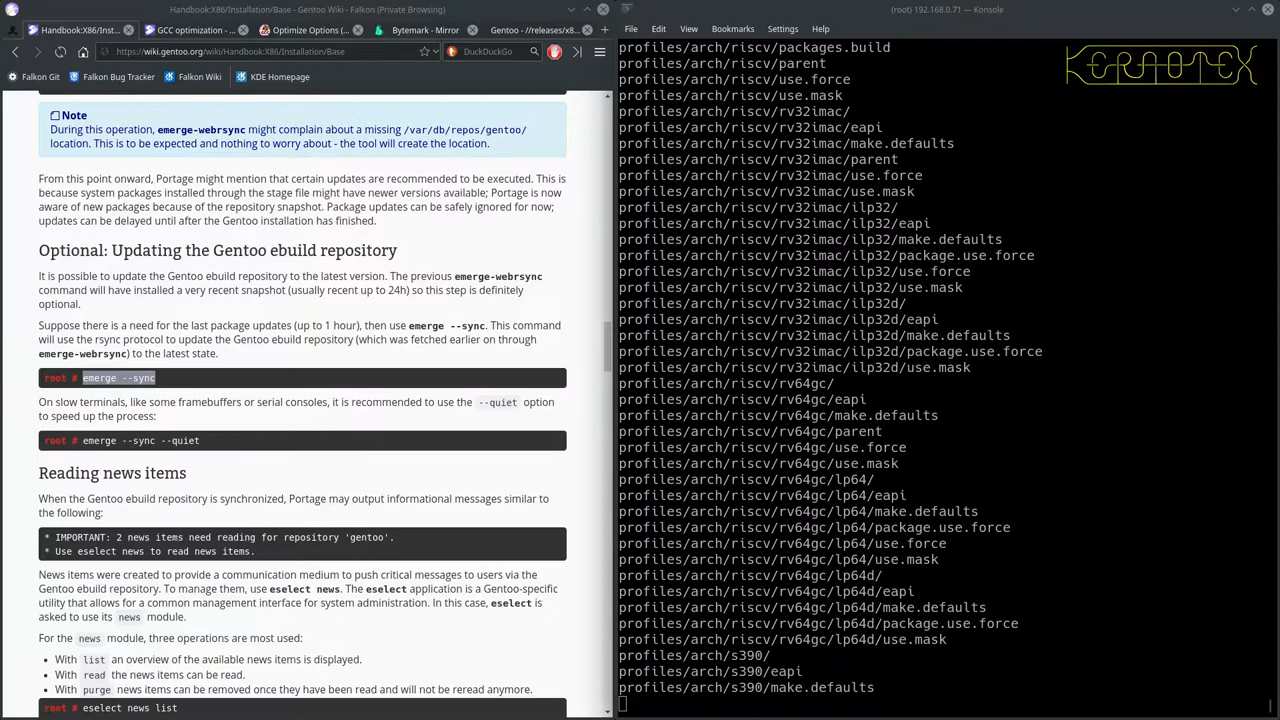 Handbook:X86/Installation/Base - Gentoo Wiki - Falkon (Private Browsing)
Handbook:X86/Inst...
GCC optimization - ...
Optimize Options (...
Bytemark - Mirror
Gentoo - //releases/x8...
https://wiki.gentoo.org/wiki/Handbook:X86/Installation/Base
DuckDuckGo
Falkon Git
Falkon Bug Tracker
Falkon Wiki
KDE Homepage
Note
During this operation, emerge-webrsync might complain about a missing /var/db/repos/gentoo/
location. This is to be expected and nothing to worry about - the tool will create the location.
From this point onward, Portage might mention that certain updates are recommended to be executed. This is
because system packages installed through the stage file might have newer versions available; Portage is now
aware of new packages because of the repository snapshot. Package updates can be safely ignored for now;
updates can be delayed until after the Gentoo installation has finished.
Optional: Updating the Gentoo ebuild repository
It is possible to update the Gentoo ebuild repository to the latest version. The previous emerge-webrsync
command will have installed a very recent snapshot (usually recent up to 24h) so this step is definitely
optional.
Suppose there is a need for the last package updates (up to 1 hour), then use emerge --sync. This command
will use the rsync protocol to update the Gentoo ebuild repository (which was fetched earlier on through
emerge-webrsync) to the latest state.
root # emerge --sync
On slow terminals, like some framebuffers or serial consoles, it is recommended to use the --quiet option
to speed up the process:
root # emerge --sync --quiet
Reading news items
When the Gentoo ebuild repository is synchronized, Portage may output informational messages similar to
the following:
* IMPORTANT: 2 news items need reading for repository 'gentoo'.
* Use eselect news to read news items.
News items were created to provide a communication medium to push critical messages to users via the
Gentoo ebuild repository. To manage them, use eselect news. The eselect application is a Gentoo-specific
utility that allows for a common management interface for system administration. In this case, eselect is
asked to use its news module.
For the news module, three operations are most used:
• With list an overview of the available news items is displayed.
• With read the news items can be read.
• With purge news items can be removed once they have been read and will not be reread anymore.
root # eselect news list
(root) 192.168.0.71 — Konsole
File Edit View Bookmarks Settings Help
KERNOTEX
profiles/arch/riscv/packages.build
profiles/arch/riscv/parent
profiles/arch/riscv/use.force
profiles/arch/riscv/use.mask
profiles/arch/riscv/rv32imac/
profiles/arch/riscv/rv32imac/eapi
profiles/arch/riscv/rv32imac/make.defaults
profiles/arch/riscv/rv32imac/parent
profiles/arch/riscv/rv32imac/use.force
profiles/arch/riscv/rv32imac/use.mask
profiles/arch/riscv/rv32imac/ilp32/
profiles/arch/riscv/rv32imac/ilp32/eapi
profiles/arch/riscv/rv32imac/ilp32/make.defaults
profiles/arch/riscv/rv32imac/ilp32/package.use.force
profiles/arch/riscv/rv32imac/ilp32/use.force
profiles/arch/riscv/rv32imac/ilp32/use.mask
profiles/arch/riscv/rv32imac/ilp32d/
profiles/arch/riscv/rv32imac/ilp32d/eapi
profiles/arch/riscv/rv32imac/ilp32d/make.defaults
profiles/arch/riscv/rv32imac/ilp32d/package.use.force
profiles/arch/riscv/rv32imac/ilp32d/use.mask
profiles/arch/riscv/rv64gc/
profiles/arch/riscv/rv64gc/eapi
profiles/arch/riscv/rv64gc/make.defaults
profiles/arch/riscv/rv64gc/parent
profiles/arch/riscv/rv64gc/use.force
profiles/arch/riscv/rv64gc/use.mask
profiles/arch/riscv/rv64gc/lp64/
profiles/arch/riscv/rv64gc/lp64/eapi
profiles/arch/riscv/rv64gc/lp64/make.defaults
profiles/arch/riscv/rv64gc/lp64/package.use.force
profiles/arch/riscv/rv64gc/lp64/use.force
profiles/arch/riscv/rv64gc/lp64/use.mask
profiles/arch/riscv/rv64gc/lp64d/
profiles/arch/riscv/rv64gc/lp64d/eapi
profiles/arch/riscv/rv64gc/lp64d/make.defaults
profiles/arch/riscv/rv64gc/lp64d/package.use.force
profiles/arch/riscv/rv64gc/lp64d/use.mask
profiles/arch/s390/
profiles/arch/s390/eapi
profiles/arch/s390/make.defaults